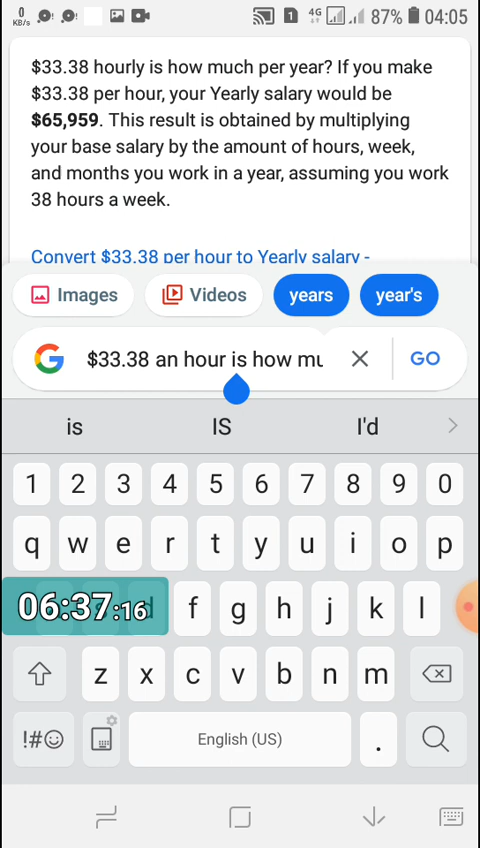 0
KB/s
1
4G
87%
04:05
$33.38 hourly is how much per year? If you make
$33.38 per hour, your Yearly salary would be
$65,959. This result is obtained by multiplying
your base salary by the amount of hours, week,
and months you work in a year, assuming you work
38 hours a week.
Convert $33.38 per hour to Yearly salary -
Images
Videos
years
year's
$33.38 an hour is how mu
GO
is
IS
I'd
1 2 3 4 5 6 7 8 9 0
q w e r t y u i o p
06:37:16
d f g h j k l
z x c v b n m
!#
English (US)
.